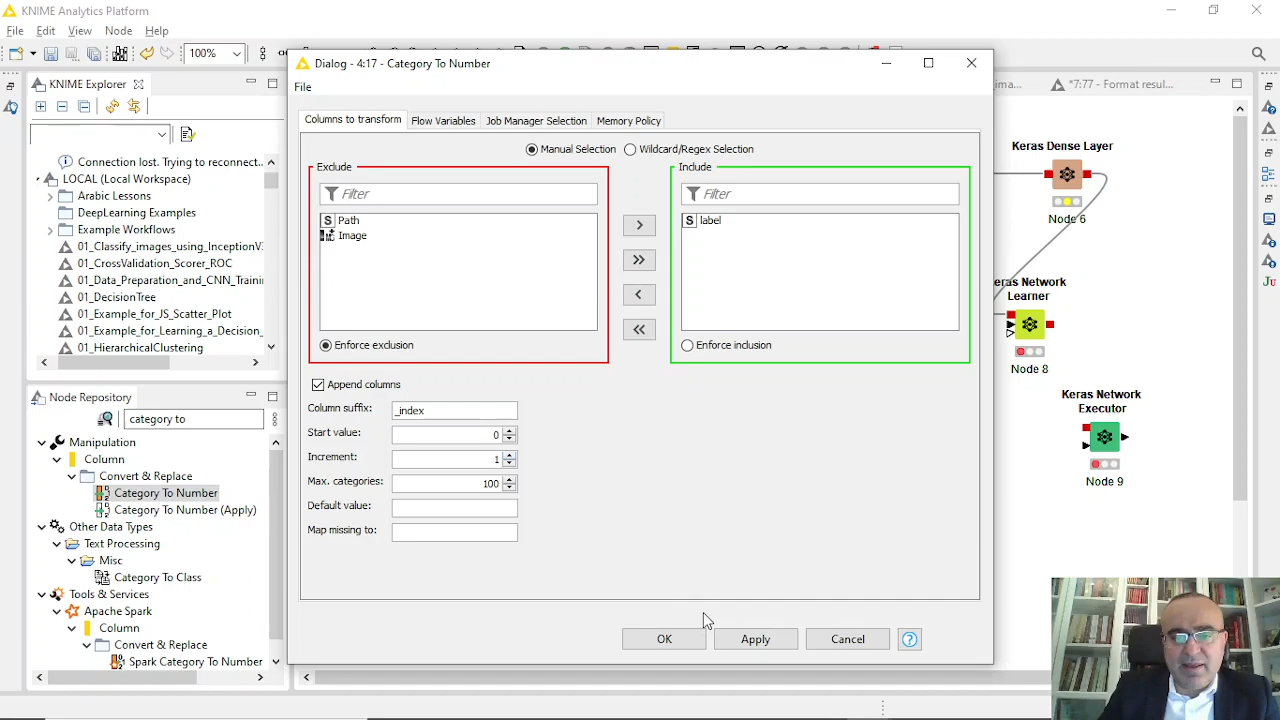 KNIME Analytics Platform
File Edit View Node Help
100%
Dialog - 4:17 - Category To Number
File
KNIME Explorer
ima...
*7:77 - Format resul...
Columns to transform
Flow Variables
Job Manager Selection
Memory Policy
Manual Selection
Wildcard/Regex Selection
Exclude
Include
Filter
Filter
S Path
Image
S label
Enforce exclusion
Enforce inclusion
Append columns
Column suffix: _index
Start value: 0
Increment: 1
Max. categories: 100
Default value:
Map missing to:
OK
Apply
Cancel
?
Connection lost. Trying to reconnect...
LOCAL (Local Workspace)
Arabic Lessons
DeepLearning Examples
Example Workflows
01_Classify_images_using_InceptionV3
01_CrossValidation_Scorer_ROC
01_Data_Preparation_and_CNN_Training
01_DecisionTree
01_Example_for_JS_Scatter_Plot
01_Example_for_Learning_a_Decision_
01_HierarchicalClustering
Node Repository
category to
Manipulation
Column
Convert & Replace
Category To Number
Category To Number (Apply)
Other Data Types
Text Processing
Misc
Category To Class
Tools & Services
Apache Spark
Column
Convert & Replace
Spark Category To Number
Keras Dense Layer
Node 6
eras Network
Learner
Node 8
Keras Network
Executor
Node 9
Ju